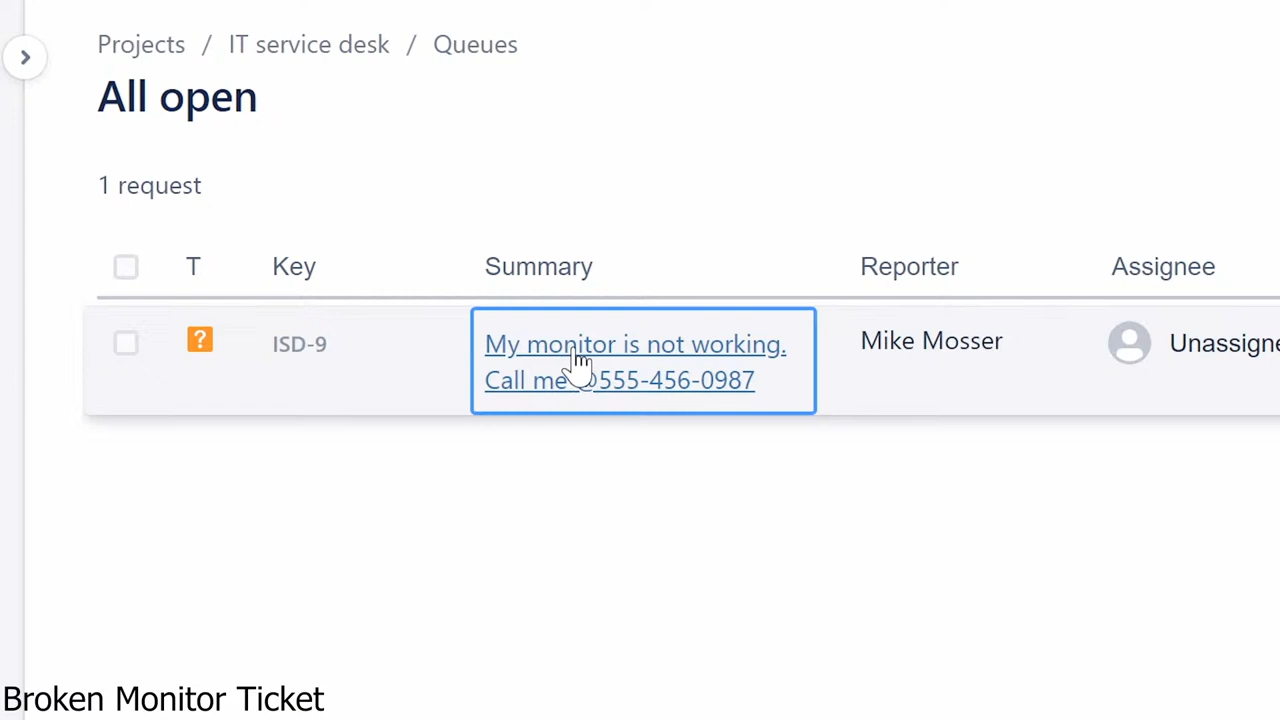 Projects / IT service desk / Queues
All open
1 request
T Key Summary Reporter Assignee
? ISD-9 My monitor is not working. Mike Mosser Unassigne
Call me @555-456-0987
Broken Monitor Ticket